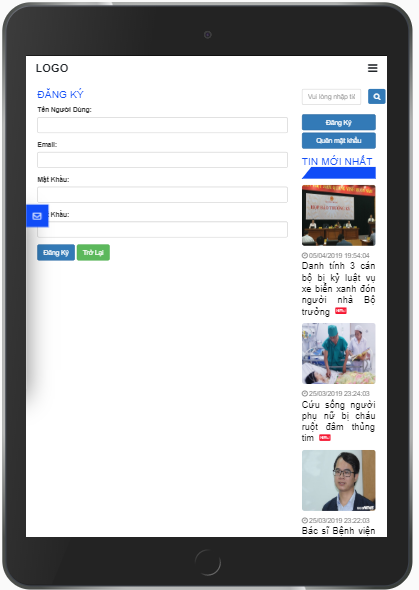 LOGO
ĐĂNG KÝ
Tên Người Dùng:
Email:
Mật Khẩu:
Khẩu:
Đăng Ký
Trở Lại
Vui lòng nhập từ
Đăng Ký
Quên mật khẩu
TIN MỚI NHẤT
05/04/2019 19:54:04
Danh tính 3 cán
bộ bị kỷ luật vụ
xe biển xanh đón
người nhà Bộ
trưởng
25/03/2019 23:24:03
Cứu sống người
phụ nữ bị cháu
ruột đâm thủng
tim
25/03/2019 23:22:03
Bác sĩ Bệnh viện